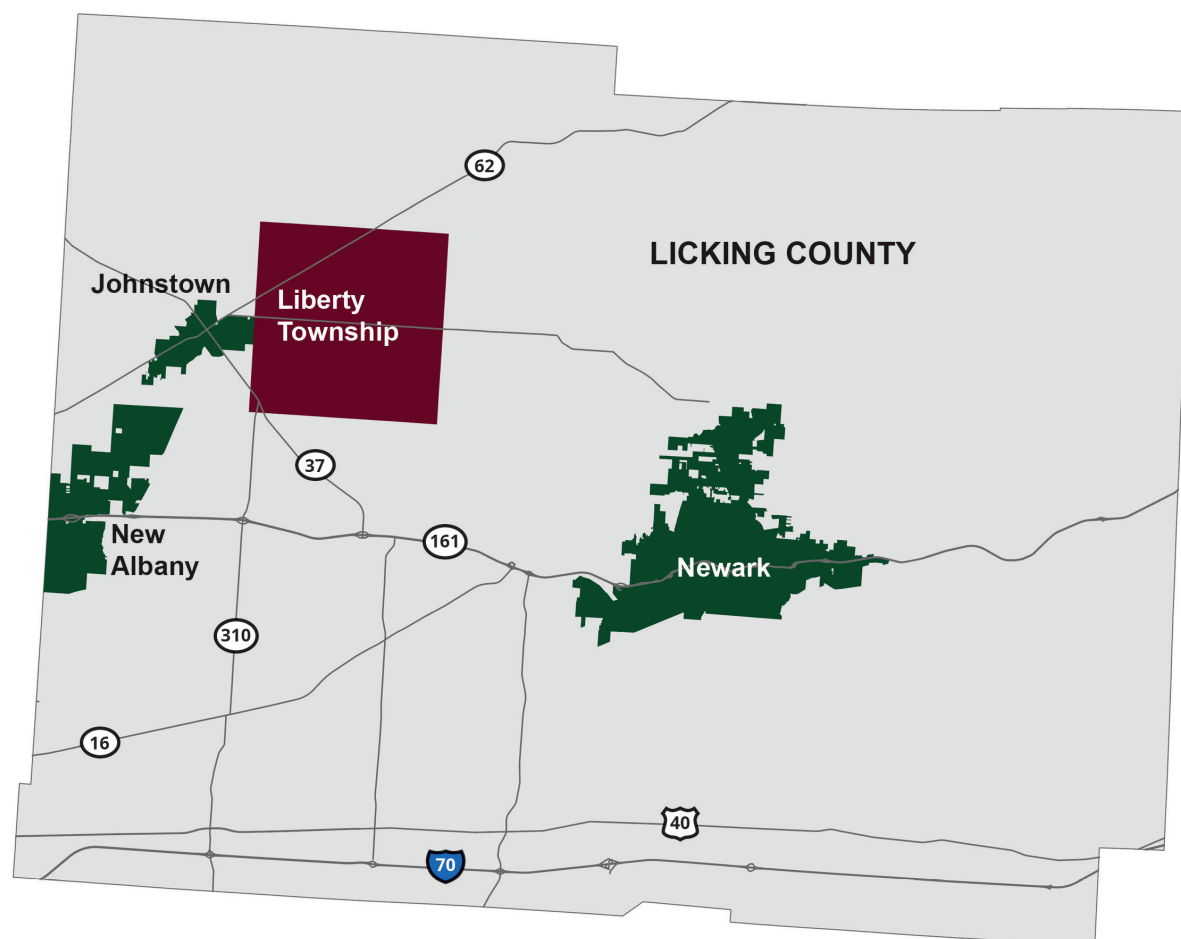 62
LICKING COUNTY
Johnstown
Liberty
Township
37
New
Albany
161
Newark
310
16
40
70